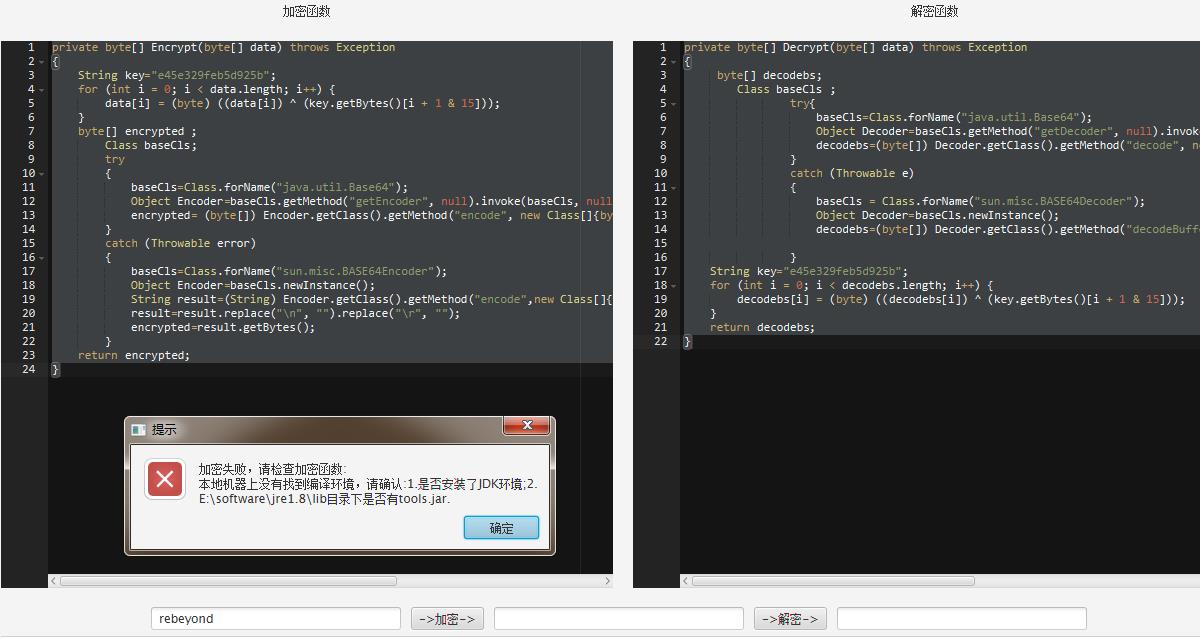 加密函数
解密函数
1 private byte[] Encrypt(byte[] data) throws Exception
2 {
3 String key="e45e329feb5d925b";
4 for (int i = 0; i < data.length; i++) {
5 data[i] = (byte) ((data[i]) ^ (key.getBytes()[i + 1 & 15]));
6 }
7 byte[] encrypted ;
8 Class baseCls;
9 try
10 {
11 baseCls=Class.forName("java.util.Base64");
12 Object Encoder=baseCls.getMethod("getEncoder", null).invoke(baseCls, null
13 encrypted= (byte[]) Encoder.getClass().getMethod("encode", new Class[]{by
14 }
15 catch (Throwable error)
16 {
17 baseCls=Class.forName("sun.misc.BASE64Encoder");
18 Object Encoder=baseCls.newInstance();
19 String result=(String) Encoder.getClass().getMethod("encode",new Class[]{
20 result=result.replace("\n", "").replace("\r", "");
21 encrypted=result.getBytes();
22 }
23 return encrypted;
24 }
1 private byte[] Decrypt(byte[] data) throws Exception
2 {
3 byte[] decodebs;
4 Class baseCls ;
5 try{
6 baseCls=Class.forName("java.util.Base64");
7 Object Decoder=baseCls.getMethod("getDecoder", null).invok
8 decodebs=(byte[]) Decoder.getClass().getMethod("decode", n
9 }
10 catch (Throwable e)
11 {
12 baseCls = Class.forName("sun.misc.BASE64Decoder");
13 Object Decoder=baseCls.newInstance();
14 decodebs=(byte[]) Decoder.getClass().getMethod("decodeBuff
15
16 }
17 String key="e45e329feb5d925b";
18 for (int i = 0; i < decodebs.length; i++) {
19 decodebs[i] = (byte) ((decodebs[i]) ^ (key.getBytes()[i + 1 & 15]));
20 }
21 return decodebs;
22 }
提示
加密失败，请检查加密函数:
本地机器上没有找到编译环境，请确认:1.是否安装了JDK环境;2.
E:\software\jre1.8\lib目录下是否有tools.jar.
确定
rebeyond
->加密->
->解密->